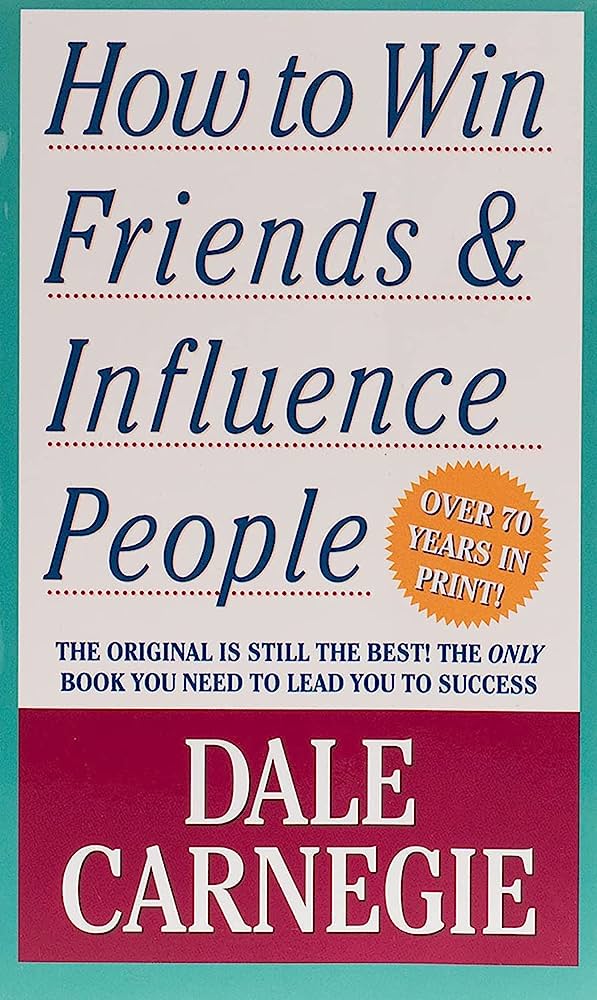 How to Win
Friends &
Influence
People
OVER 70
YEARS IN
PRINT!
THE ORIGINAL IS STILL THE BEST! THE ONLY
BOOK YOU NEED TO LEAD YOU TO SUCCESS
DALE
CARNEGIE